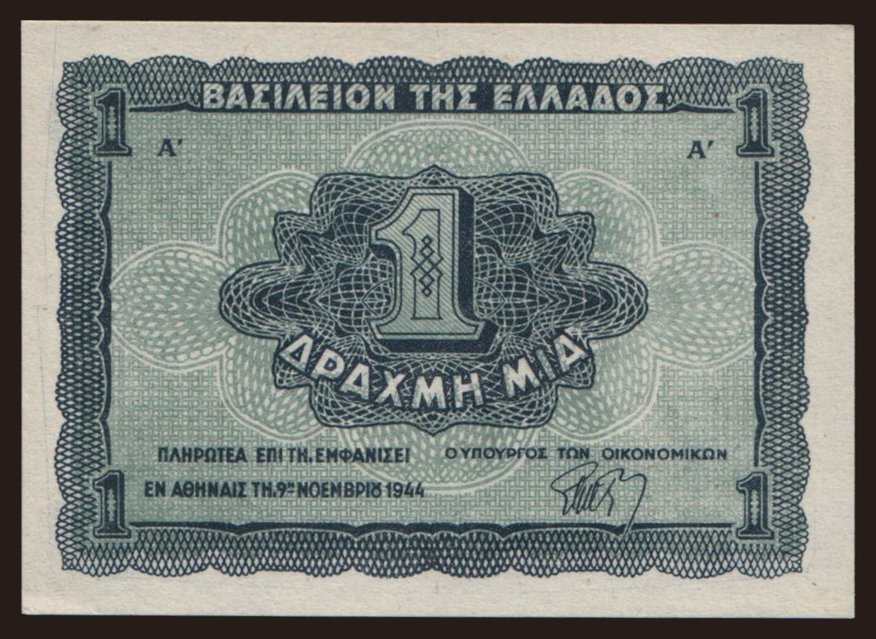 ΒΑΣΙΛΕΙΟΝ ΤΗΣ ΕΛΛΑΔΟΣ
1 1
Α΄ Α΄
1
ΔΡΑΧΜΗ ΜΙΑ
ΠΛΗΡΩΤΕΑ ΕΠΙ ΤΗ, ΕΜΦΑΝΙΣΕΙ
Ο ΥΠΟΥΡΓΟΣ ΤΩΝ ΟΙΚΟΝΟΜΙΚΩΝ
ΕΝ ΑΘΗΝΑΙΣ ΤΗ, 9ῃ ΝΟΕΜΒΡΙȣ 1944
1 1